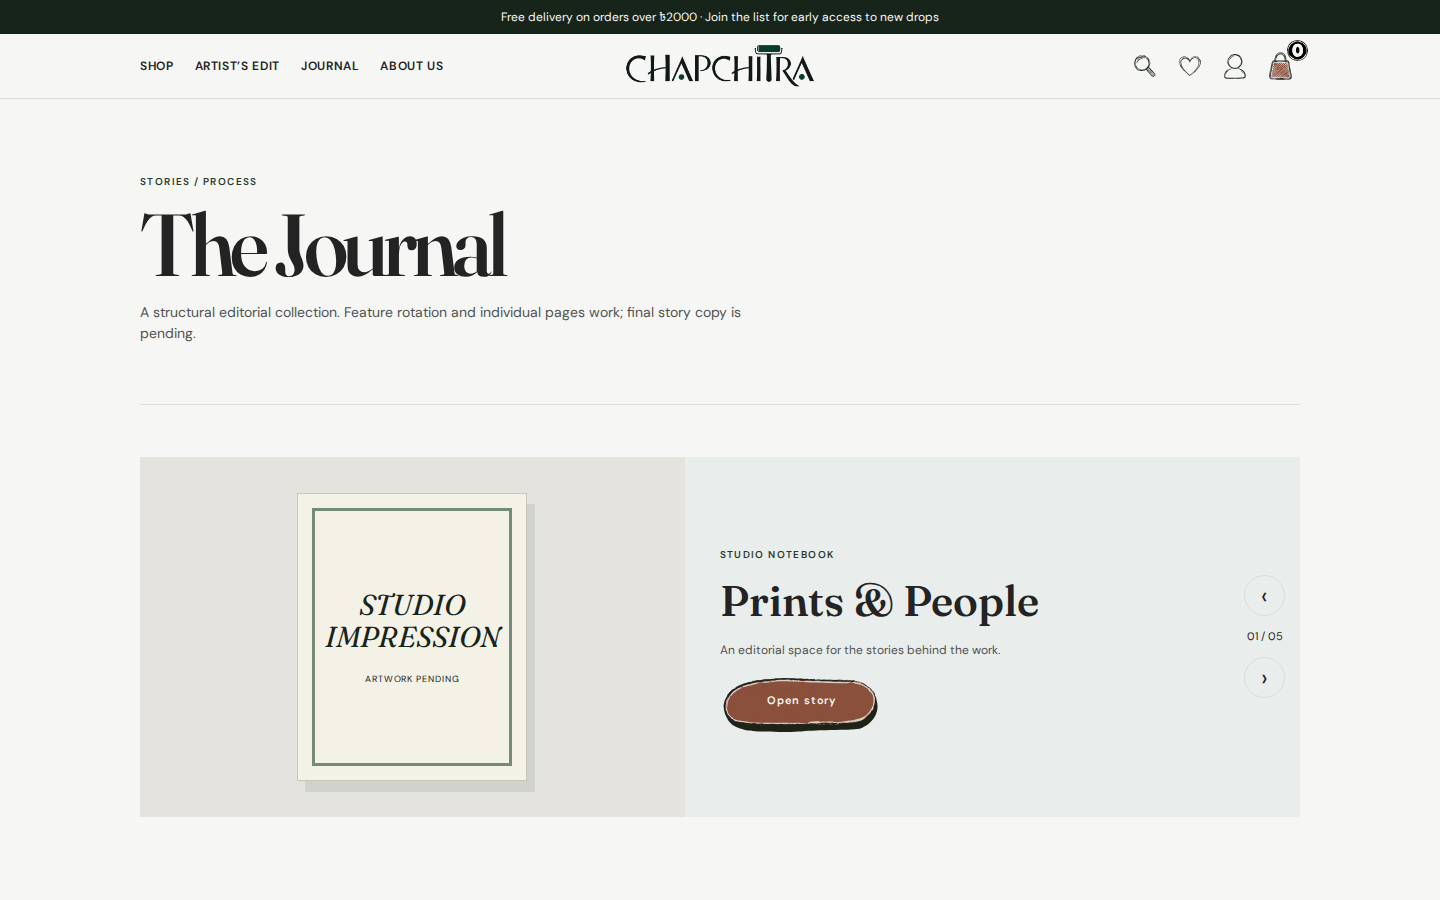 Free delivery on orders over ৳2000 · Join the list for early access to new drops
SHOP ARTIST’S EDIT JOURNAL ABOUT US
CHAPCHITRA
0
STORIES / PROCESS
The Journal
A structural editorial collection. Feature rotation and individual pages work; final story copy is
pending.
STUDIO
IMPRESSION
ARTWORK PENDING
STUDIO NOTEBOOK
Prints & People
An editorial space for the stories behind the work.
Open story
‹
01 / 05
›